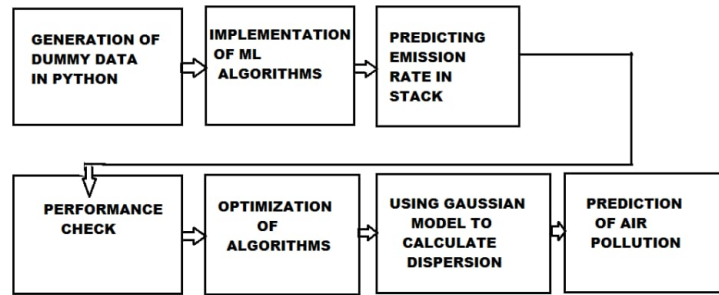 GENERATION OF
DUMMY DATA
IN PYTHON
IMPLEMENTATION
OF ML
ALGORITHMS
PREDICTING
EMISSION
RATE IN
STACK
PERFORMANCE
CHECK
OPTIMIZATION
OF
ALGORITHMS
USING GAUSSIAN
MODEL TO
CALCULATE
DISPERSION
PREDICTION
OF AIR
POLLUTION